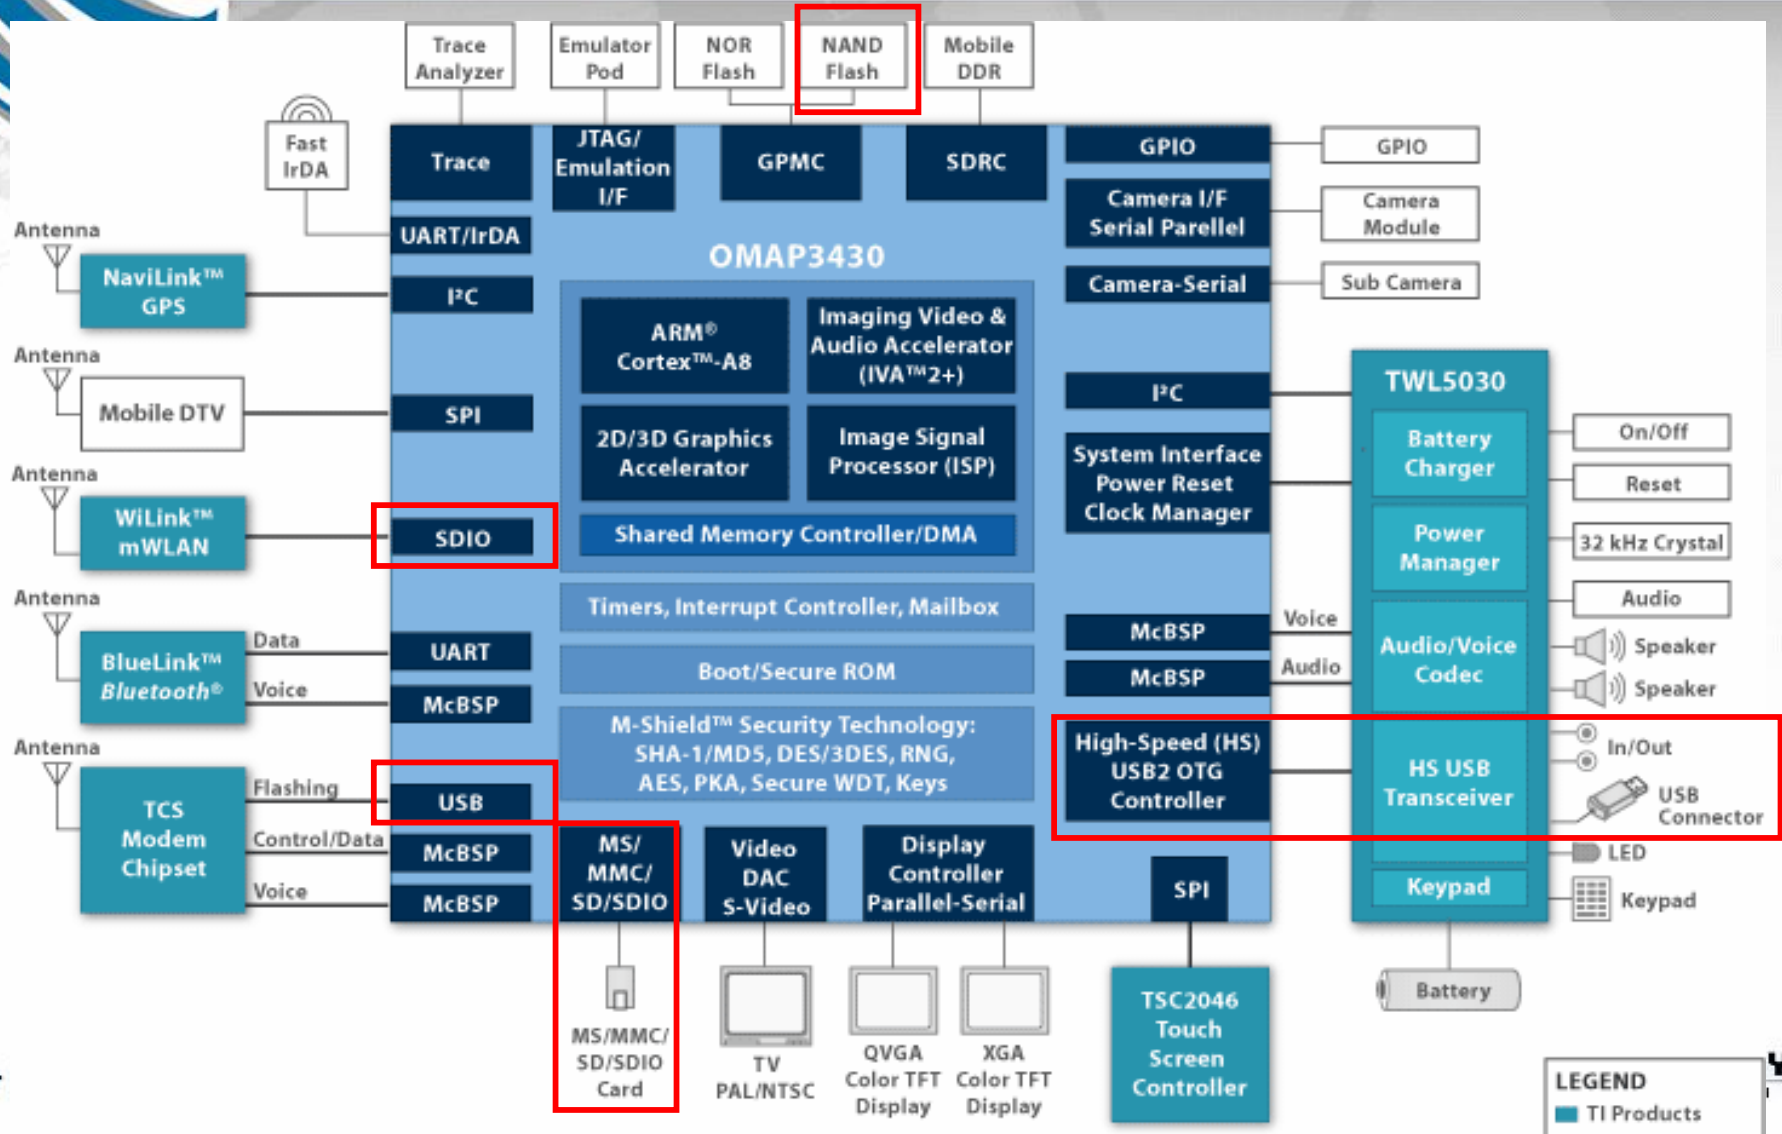 Trace
Analyzer
Emulator
Pod
NOR
Flash
NAND
Flash
Mobile
DDR
Fast
IrDA
Trace
JTAG/
Emulation
I/F
GPMC
SDRC
GPIO
GPIO
Camera I/F
Serial Parellel
Camera
Module
Camera-Serial
Sub Camera
UART/IrDA
OMAP3430
Antenna
NaviLink™
GPS
I²C
ARM®
Cortex™-A8
Imaging Video &
Audio Accelerator
(IVA™2+)
2D/3D Graphics
Accelerator
Image Signal
Processor (ISP)
Shared Memory Controller/DMA
Timers, Interrupt Controller, Mailbox
Boot/Secure ROM
M-Shield™ Security Technology:
SHA-1/MD5, DES/3DES, RNG,
AES, PKA, Secure WDT, Keys
Antenna
Mobile DTV
SPI
Antenna
WiLink™
mWLAN
SDIO
Antenna
BlueLink™
Bluetooth®
Data
Voice
UART
McBSP
Antenna
TCS
Modem
Chipset
Flashing
Control/Data
Voice
USB
McBSP
McBSP
I²C
System Interface
Power Reset
Clock Manager
McBSP
McBSP
Voice
Audio
High-Speed (HS)
USB2 OTG
Controller
TWL5030
Battery
Charger
Power
Manager
Audio/Voice
Codec
HS USB
Transceiver
Keypad
On/Off
Reset
32 kHz Crystal
Audio
Speaker
Speaker
In/Out
USB
Connector
LED
Keypad
Battery
MS/
MMC/
SD/SDIO
Video
DAC
S-Video
Display
Controller
Parallel-Serial
SPI
MS/MMC/
SD/SDIO
Card
TV
PAL/NTSC
QVGA
Color TFT
Display
XGA
Color TFT
Display
TSC2046
Touch
Screen
Controller
LEGEND
TI Products